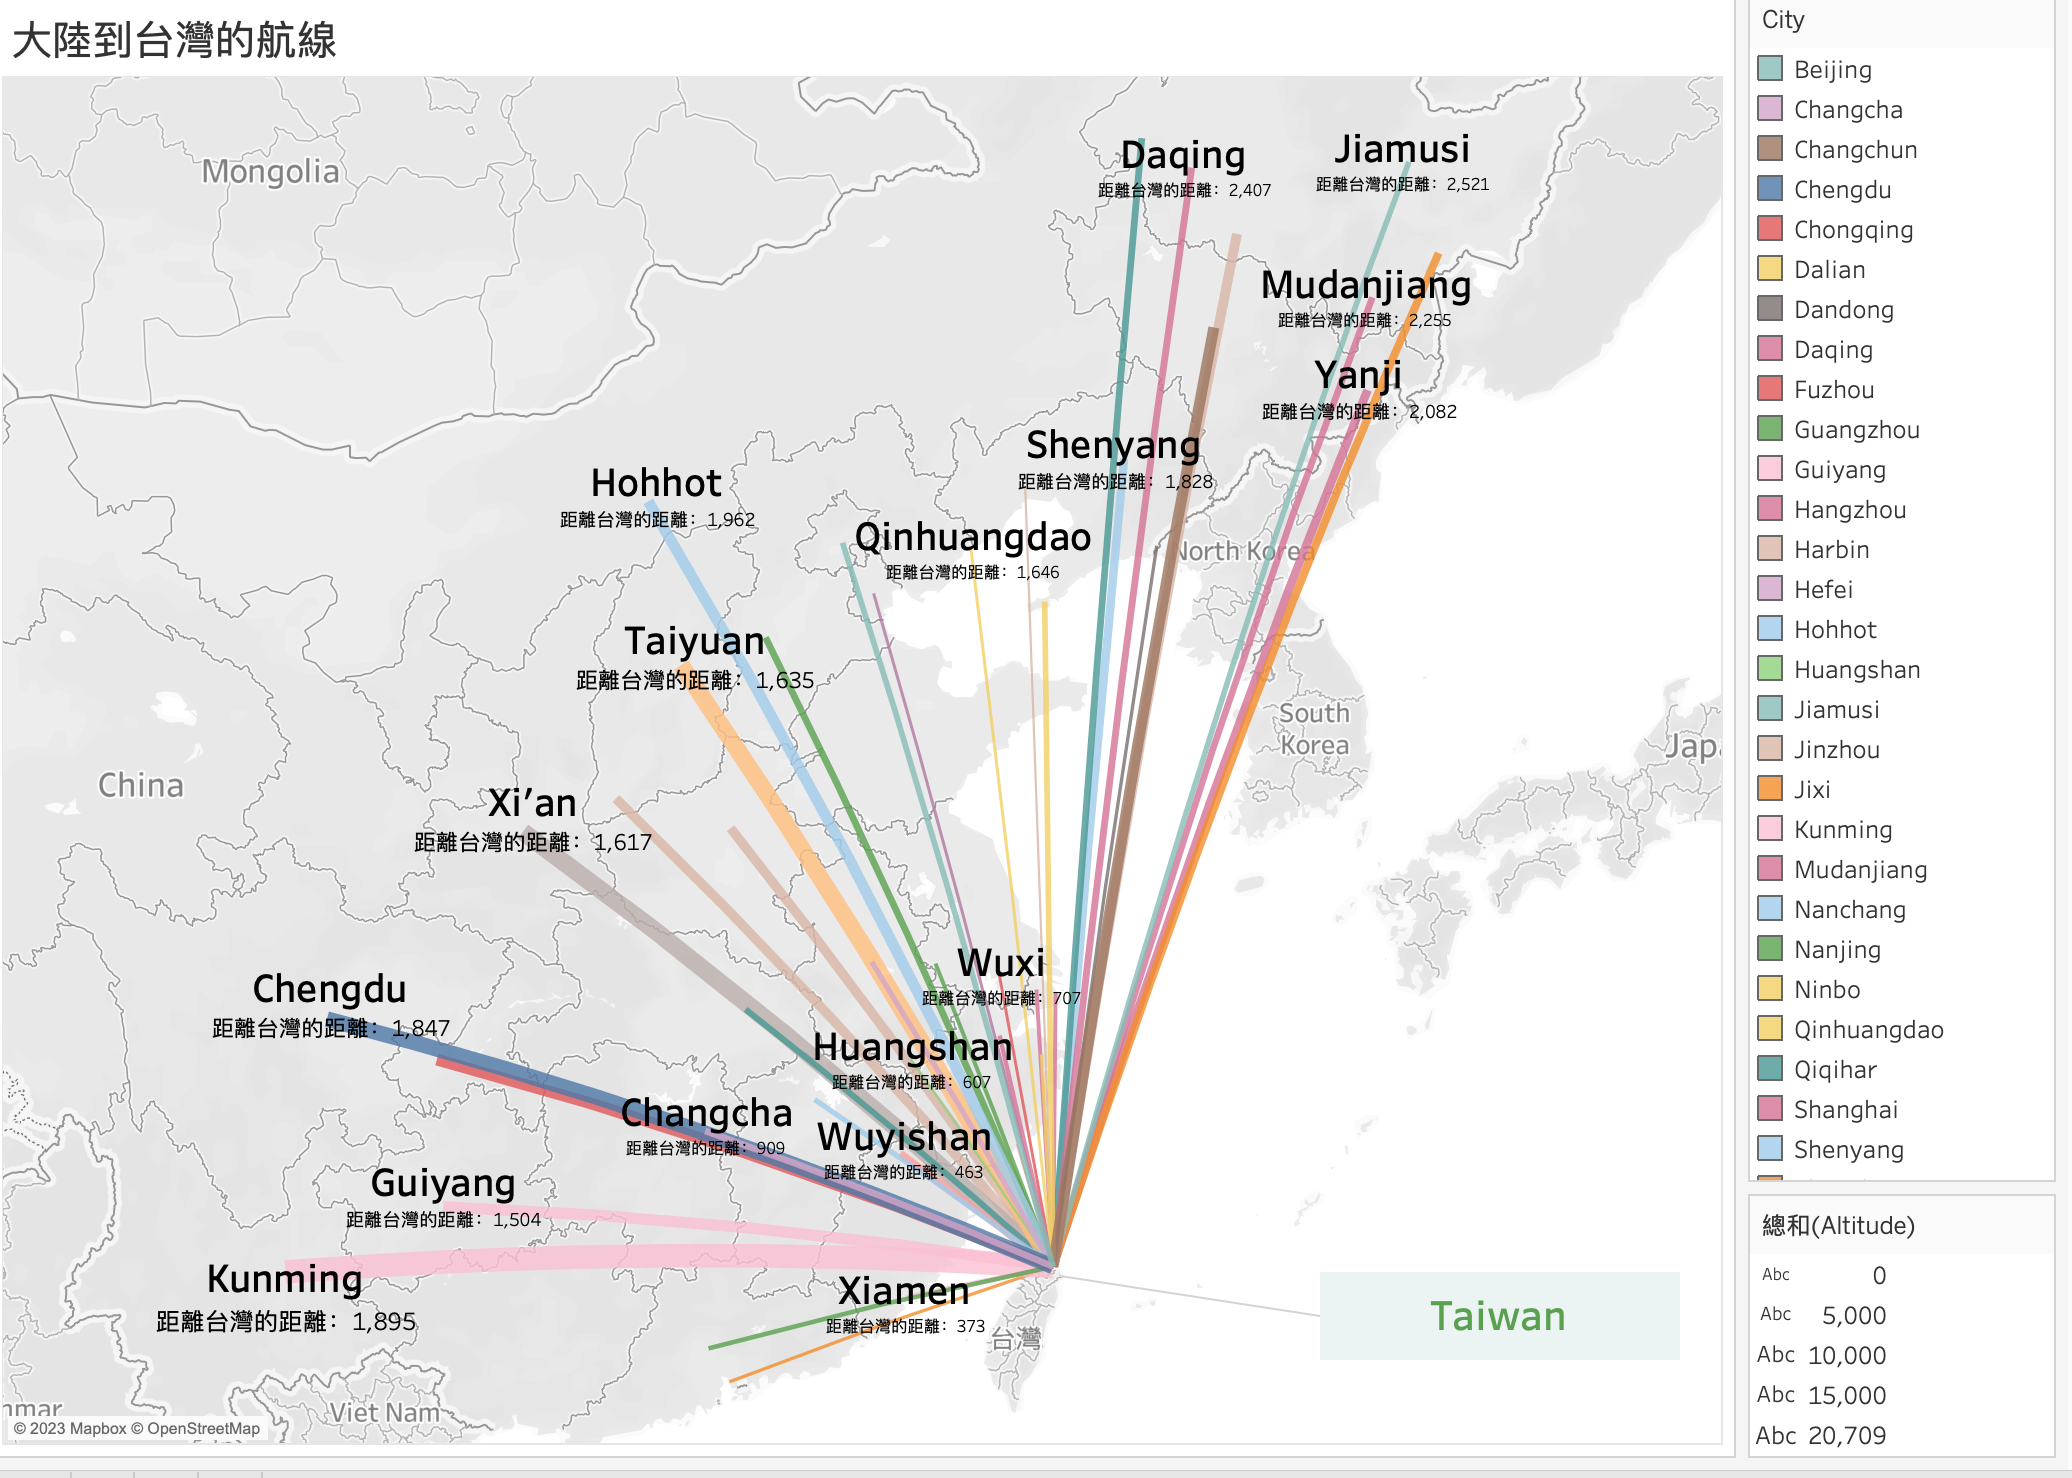 大陸到台灣的航線
Mongolia
Daqing
距離台灣的距離: 2,407
Jiamusi
距離台灣的距離: 2,521
Mudanjiang
距離台灣的距離: 2,255
Yanji
距離台灣的距離: 2,082
Shenyang
距離台灣的距離: 1,828
Hohhot
距離台灣的距離: 1,962
Qinhuangdao
距離台灣的距離: 1,646
North Korea
Taiyuan
距離台灣的距離: 1,635
South
Korea
Jap
China
Xi’an
距離台灣的距離: 1,617
Wuxi
距離台灣的距離: 707
Chengdu
距離台灣的距離: 1,847
Huangshan
距離台灣的距離: 607
Changcha
距離台灣的距離: 909
Wuyishan
距離台灣的距離: 463
Guiyang
距離台灣的距離: 1,504
Kunming
距離台灣的距離: 1,895
Xiamen
距離台灣的距離: 373
台灣
Taiwan
nmar
Viet Nam
© 2023 Mapbox © OpenStreetMap
City
Beijing
Changcha
Changchun
Chengdu
Chongqing
Dalian
Dandong
Daqing
Fuzhou
Guangzhou
Guiyang
Hangzhou
Harbin
Hefei
Hohhot
Huangshan
Jiamusi
Jinzhou
Jixi
Kunming
Mudanjiang
Nanchang
Nanjing
Ninbo
Qinhuangdao
Qiqihar
Shanghai
Shenyang
總和(Altitude)
Abc 0
Abc 5,000
Abc 10,000
Abc 15,000
Abc 20,709